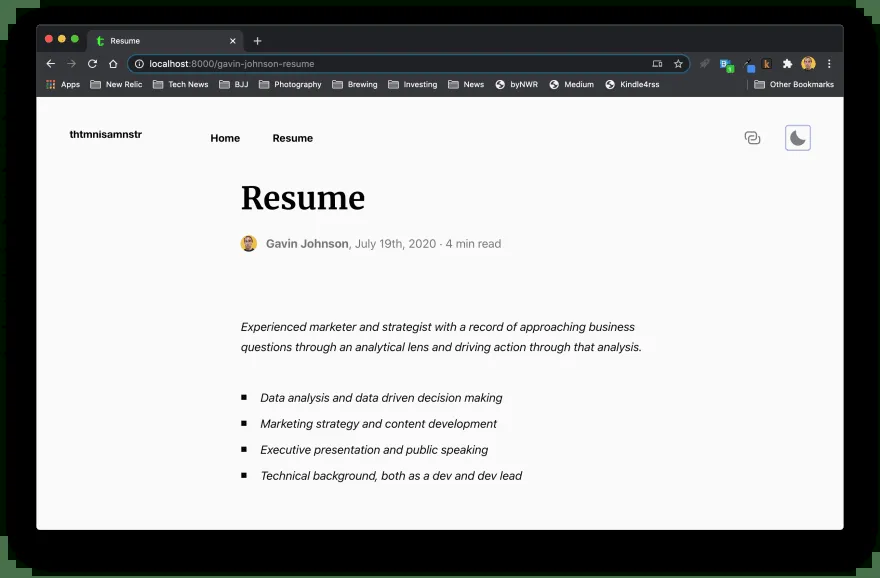 Resume
localhost:8000/gavin-johnson-resume
Apps New Relic Tech News BJJ Photography Brewing Investing News byNWR Medium Kindle4rss Other Bookmarks
thtmnisamnstr Home Resume
Resume
Gavin Johnson, July 19th, 2020 · 4 min read
Experienced marketer and strategist with a record of approaching business
questions through an analytical lens and driving action through that analysis.
Data analysis and data driven decision making
Marketing strategy and content development
Executive presentation and public speaking
Technical background, both as a dev and dev lead